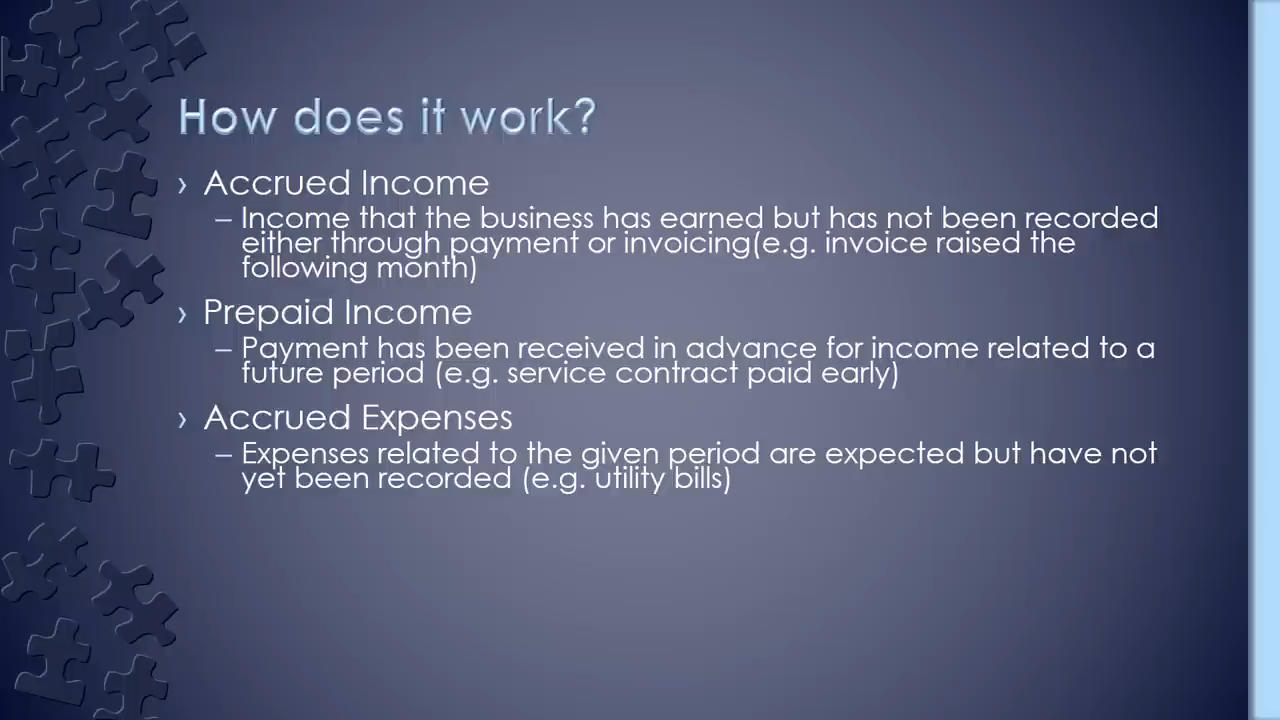 How does it work?
› Accrued Income
– Income that the business has earned but has not been recorded
either through payment or invoicing(e.g. invoice raised the
following month)
› Prepaid Income
– Payment has been received in advance for income related to a
future period (e.g. service contract paid early)
› Accrued Expenses
– Expenses related to the given period are expected but have not
yet been recorded (e.g. utility bills)